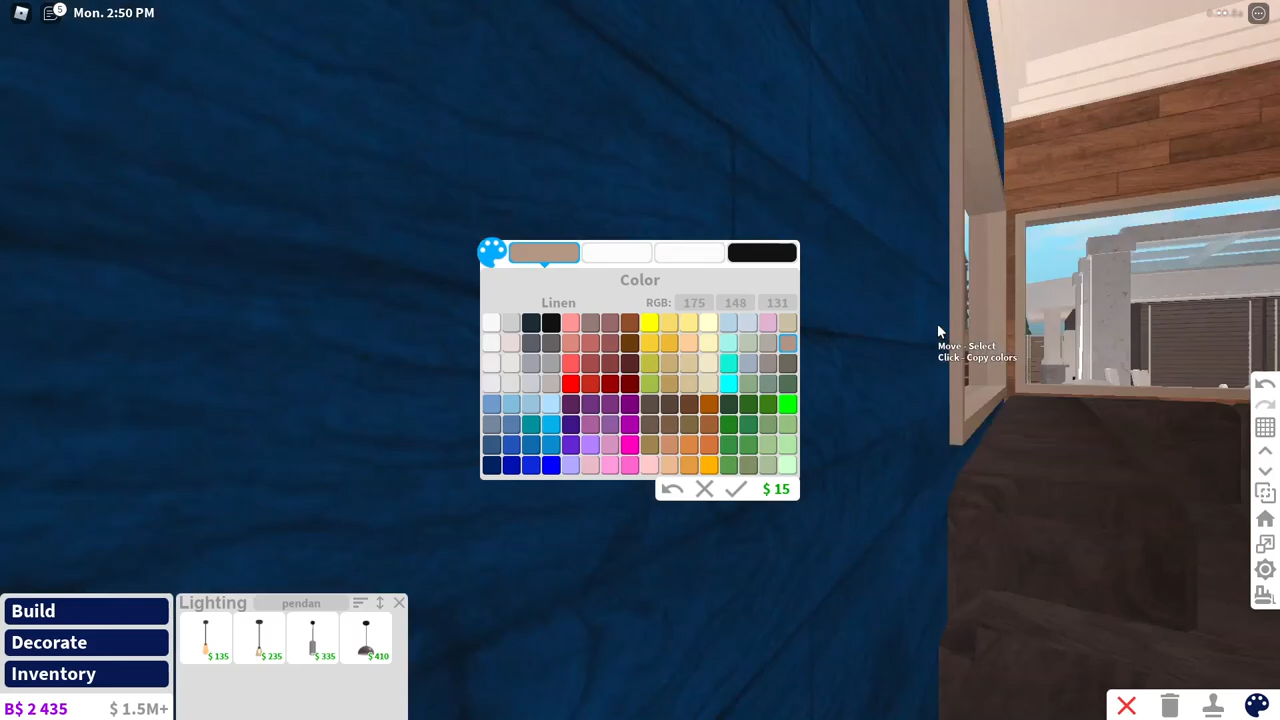 5
Mon. 2:50 PM
Color
Linen
RGB: 175 148 131
Move - Select
Click - Copy colors
$ 15
Build
Decorate
Inventory
B$ 2 435
$ 1.5M+
Lighting
pendan
$ 135
$ 235
$ 335
$ 410